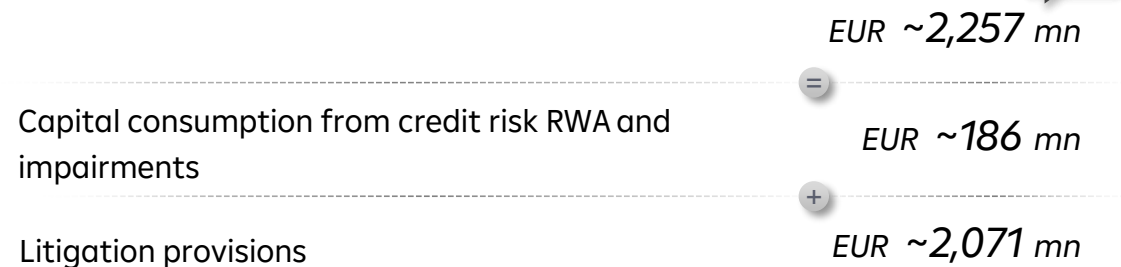 EUR ~2,257 mn
=
Capital consumption from credit risk RWA and
impairments
EUR ~186 mn
+
Litigation provisions
EUR ~2,071 mn